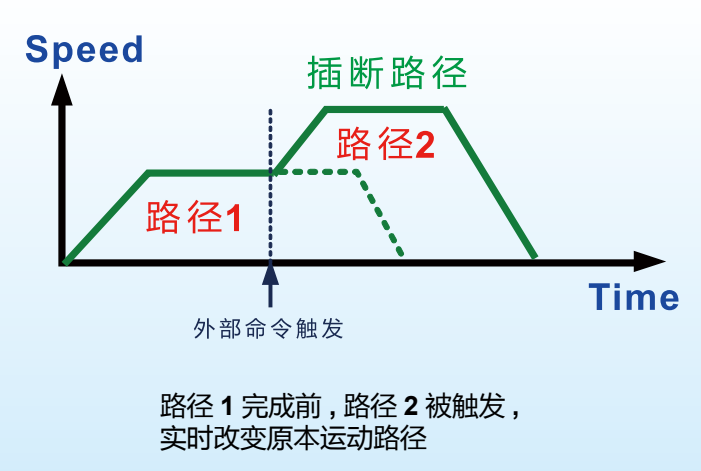 Speed
插断路径
路径2
路径1
Time
外部命令触发
路径 1 完成前 , 路径 2 被触发 ,
实时改变原本运动路径